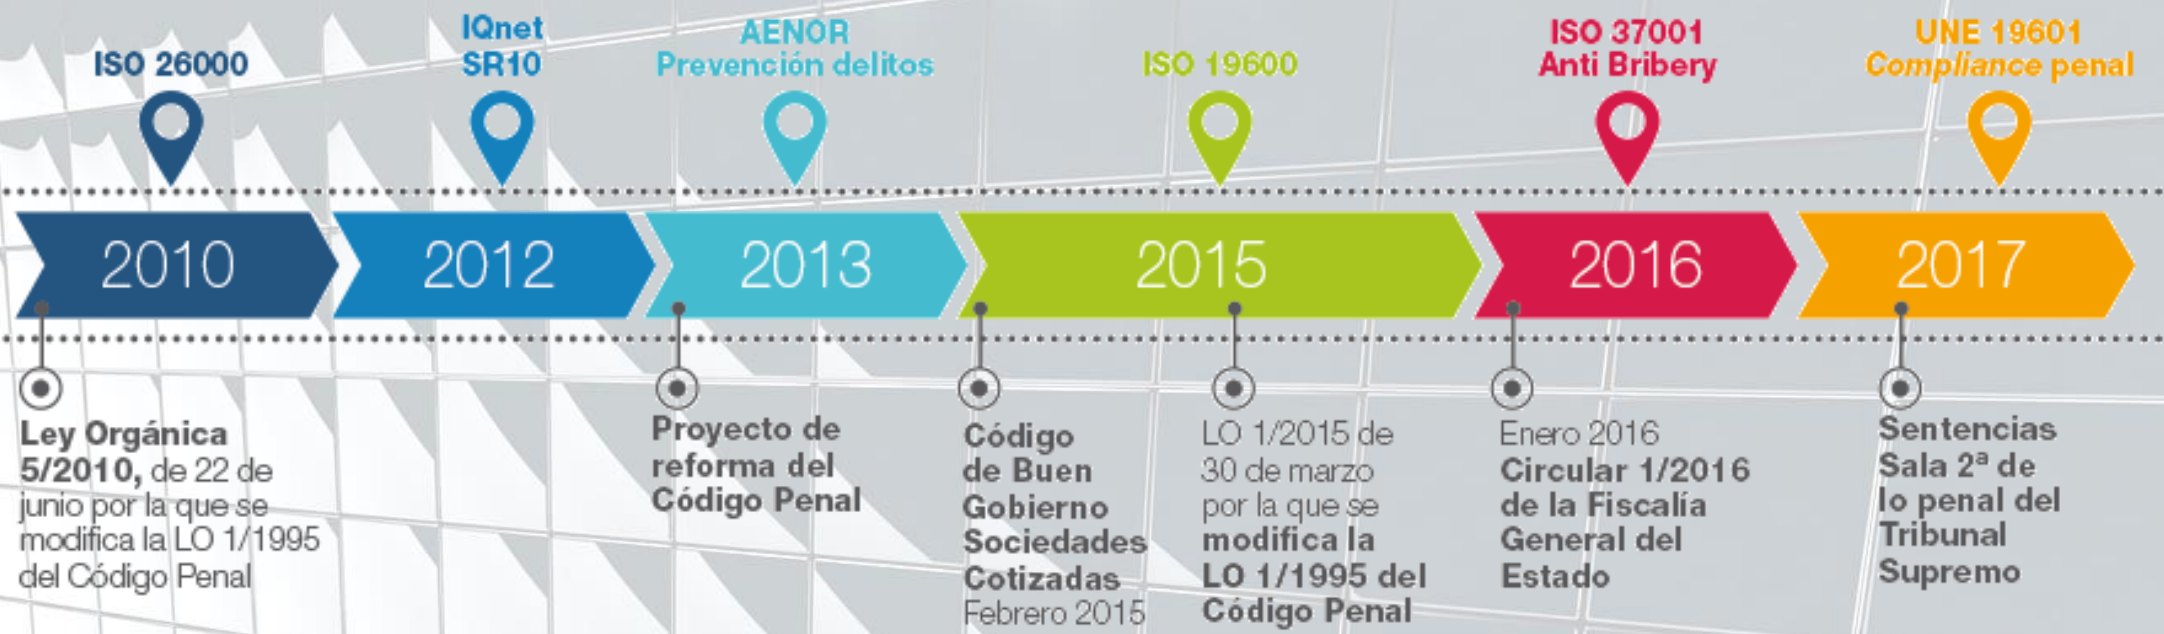 ISO 26000
IQnet
SR10
AENOR
Prevención delitos
ISO 19600
ISO 37001
Anti Bribery
UNE 19601
Compliance penal
2010
2012
2013
2015
2016
2017
Ley Orgánica
5/2010, de 22 de
junio por la que se
modifica la LO 1/1995
del Código Penal
Proyecto de
reforma del
Código Penal
Código
de Buen
Gobierno
Sociedades
Cotizadas
Febrero 2015
LO 1/2015 de
30 de marzo
por la que se
modifica la
LO 1/1995 del
Código Penal
Enero 2016
Circular 1/2016
de la Fiscalía
General del
Estado
Sentencias
Sala 2ª de
lo penal del
Tribunal
Supremo